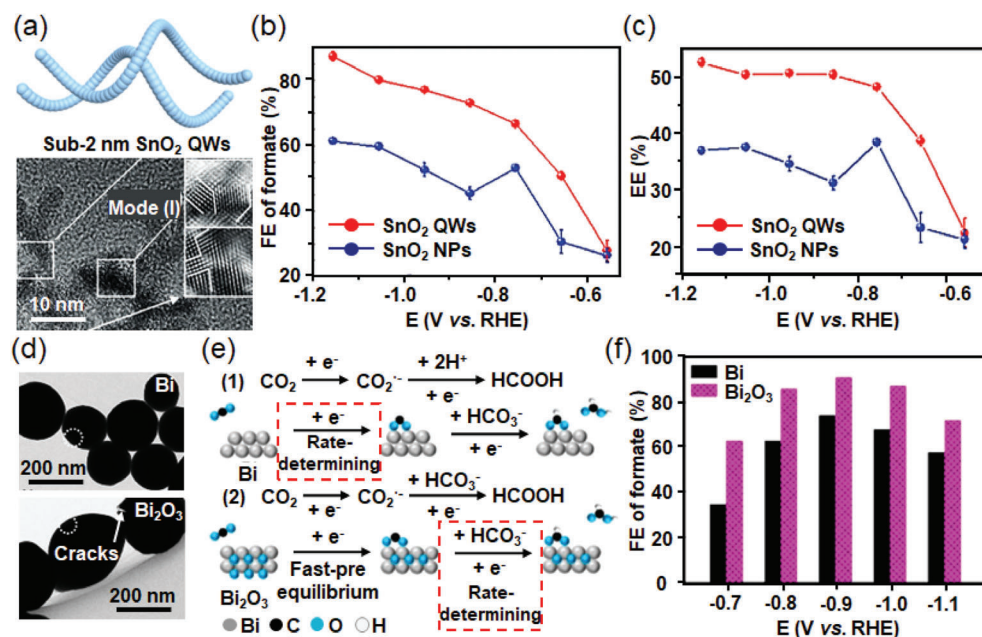 (a)
Sub-2 nm SnO₂ QWs
Mode (I)
10 nm
(b)
FE of formate (%)
80
60
40
20
SnO₂ QWs
SnO₂ NPs
-1.2
-1.0
-0.8
-0.6
E (V vs. RHE)
(c)
EE (%)
50
40
30
20
SnO₂ QWs
SnO₂ NPs
-1.2
-1.0
-0.8
-0.6
E (V vs. RHE)
(d)
Bi
200 nm
Bi₂O₃
Cracks
200 nm
(e)
(1) CO₂ + e⁻ CO₂·⁻ + 2H⁺ + e⁻ HCOOH
Bi + e⁻ Rate-determining + HCO₃⁻ + e⁻
(2) CO₂ + e⁻ CO₂·⁻ + HCO₃⁻ + e⁻ HCOOH
Bi₂O₃ + e⁻ Fast-pre equilibrium + HCO₃⁻ + e⁻ Rate-determining
Bi C O H
(f)
FE of formate (%)
100
80
60
40
20
0
Bi
Bi₂O₃
-0.7
-0.8
-0.9
-1.0
-1.1
E (V vs. RHE)